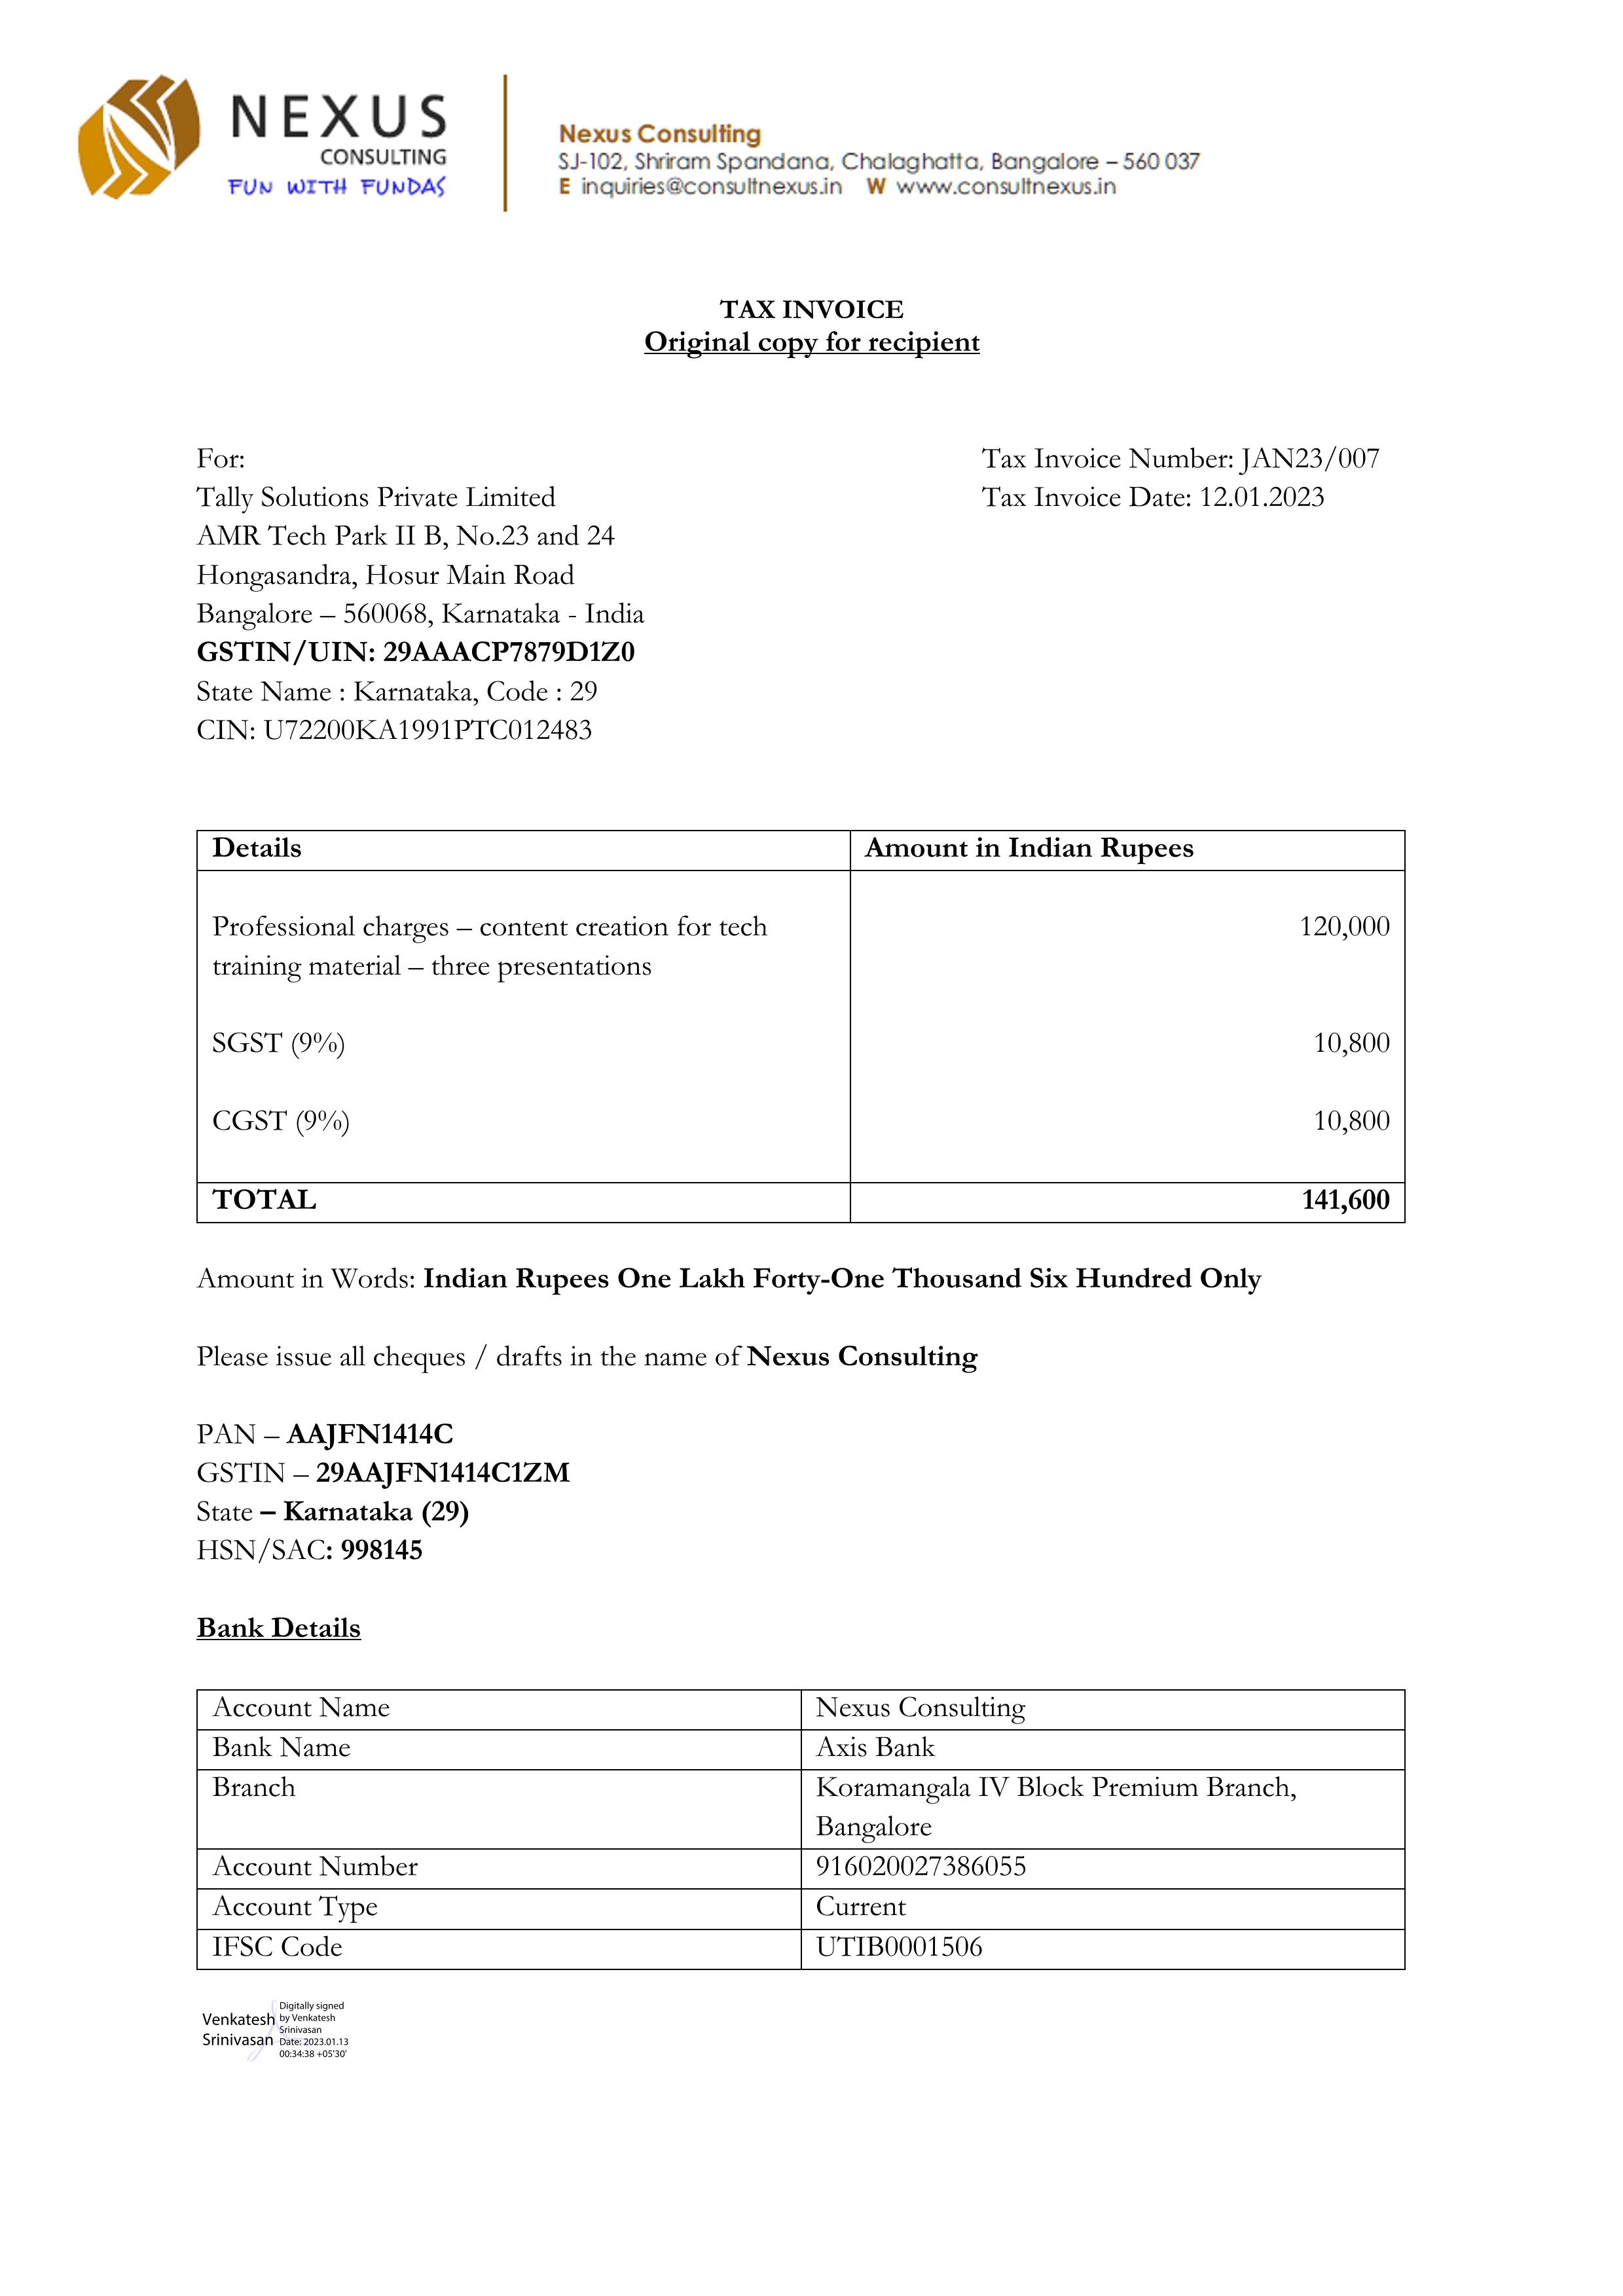 NEXUS
CONSULTING
FUN WITH FUNDAS
Nexus Consulting
SJ-102, Shriram Spandana, Chalaghatta, Bangalore – 560 037
E inquiries@consultnexus.in W www.consultnexus.in
TAX INVOICE
Original copy for recipient
For:
Tax Invoice Number: JAN23/007
Tally Solutions Private Limited
Tax Invoice Date: 12.01.2023
AMR Tech Park II B, No.23 and 24
Hongasandra, Hosur Main Road
Bangalore – 560068, Karnataka - India
GSTIN/UIN: 29AAACP7879D1Z0
State Name : Karnataka, Code : 29
CIN: U72200KA1991PTC012483
Details Amount in Indian Rupees
Professional charges – content creation for tech 120,000
training material – three presentations
SGST (9%) 10,800
CGST (9%) 10,800
TOTAL 141,600
Amount in Words: Indian Rupees One Lakh Forty-One Thousand Six Hundred Only
Please issue all cheques / drafts in the name of Nexus Consulting
PAN – AAJFN1414C
GSTIN – 29AAJFN1414C1ZM
State – Karnataka (29)
HSN/SAC: 998145
Bank Details
Account Name Nexus Consulting
Bank Name Axis Bank
Branch Koramangala IV Block Premium Branch,
Bangalore
Account Number 916020027386055
Account Type Current
IFSC Code UTIB0001506
Venkatesh
Srinivasan
Digitally signed
by Venkatesh
Srinivasan
Date: 2023.01.13
00:34:38 +05'30'